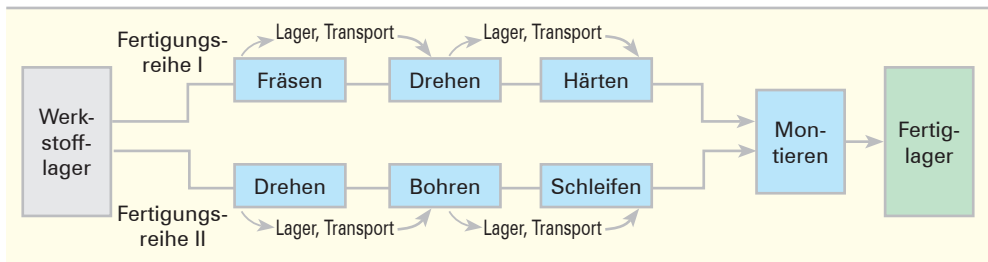 Fertigungs-
reihe I
Lager, Transport
Lager, Transport
Fräsen
Drehen
Härten
Werk-
stoff-
lager
Mon-
tieren
Fertig-
lager
Drehen
Bohren
Schleifen
Fertigungs-
reihe II
Lager, Transport
Lager, Transport